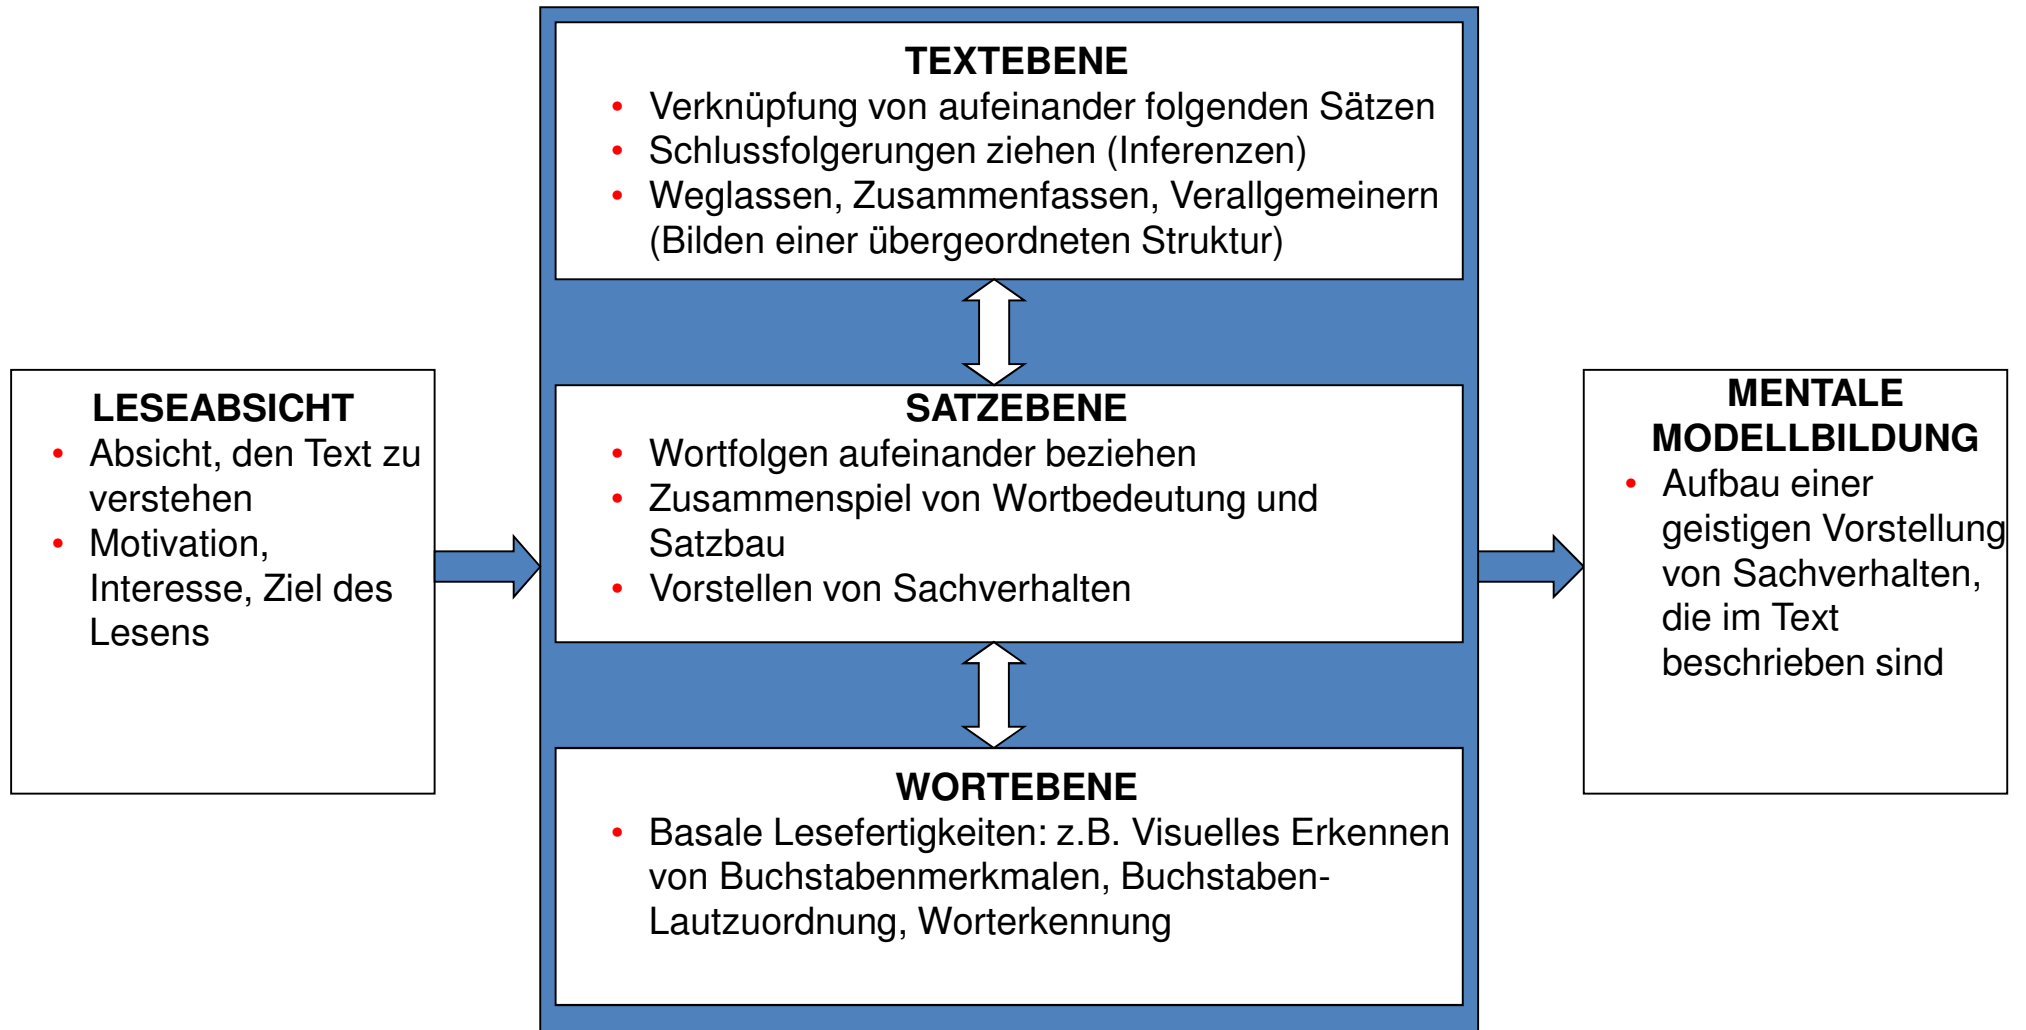 TEXTEBENE
• Verknüpfung von aufeinander folgenden Sätzen
• Schlussfolgerungen ziehen (Inferenzen)
• Weglassen, Zusammenfassen, Verallgemeinern
(Bilden einer übergeordneten Struktur)
LESEABSICHT
• Absicht, den Text zu
verstehen
• Motivation,
Interesse, Ziel des
Lesens
SATZEBENE
• Wortfolgen aufeinander beziehen
• Zusammenspiel von Wortbedeutung und
Satzbau
• Vorstellen von Sachverhalten
MENTALE
MODELLBILDUNG
• Aufbau einer
geistigen Vorstellung
von Sachverhalten,
die im Text
beschrieben sind
WORTEBENE
• Basale Lesefertigkeiten: z.B. Visuelles Erkennen
von Buchstabenmerkmalen, Buchstaben-
Lautzuordnung, Worterkennung